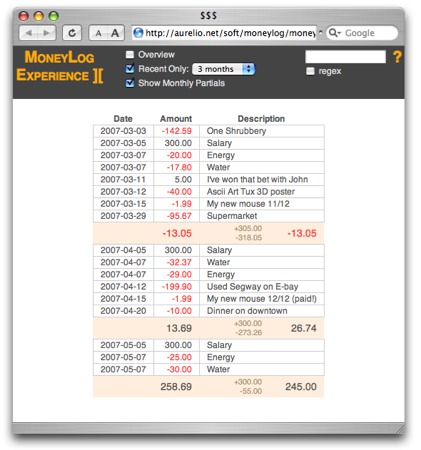 $$$
A A http://aurelio.net/soft/moneylog/money Google
MoneyLog
Experience ][
Overview
Recent Only: 3 months
Show Monthly Partials
regex
?
Date Amount Description
2007-03-03 -142.59 One Shrubbery
2007-03-05 300.00 Salary
2007-03-07 -20.00 Energy
2007-03-07 -17.80 Water
2007-03-11 5.00 I've won that bet with John
2007-03-12 -40.00 Ascii Art Tux 3D poster
2007-03-15 -1.99 My new mouse 11/12
2007-03-29 -95.67 Supermarket
-13.05 +305.00 -318.05 -13.05
2007-04-05 300.00 Salary
2007-04-07 -32.37 Water
2007-04-07 -29.00 Energy
2007-04-12 -199.90 Used Segway on E-bay
2007-04-15 -1.99 My new mouse 12/12 (paid!)
2007-04-20 -10.00 Dinner on downtown
13.69 +300.00 -273.26 26.74
2007-05-05 300.00 Salary
2007-05-07 -25.00 Energy
2007-05-07 -30.00 Water
258.69 +300.00 -55.00 245.00